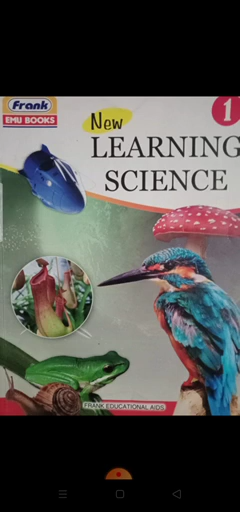 Frank
EMU BOOKS
1
New
LEARNING
SCIENCE
FRANK EDUCATIONAL AIDS